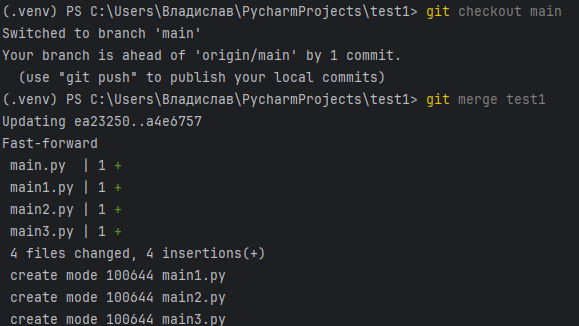 (.venv) PS C:\Users\Владислав\PycharmProjects\test1> git checkout main
Switched to branch 'main'
Your branch is ahead of 'origin/main' by 1 commit.
  (use "git push" to publish your local commits)
(.venv) PS C:\Users\Владислав\PycharmProjects\test1> git merge test1
Updating ea23250..a4e6757
Fast-forward
 main.py  | 1 +
 main1.py | 1 +
 main2.py | 1 +
 main3.py | 1 +
 4 files changed, 4 insertions(+)
 create mode 100644 main1.py
 create mode 100644 main2.py
 create mode 100644 main3.py